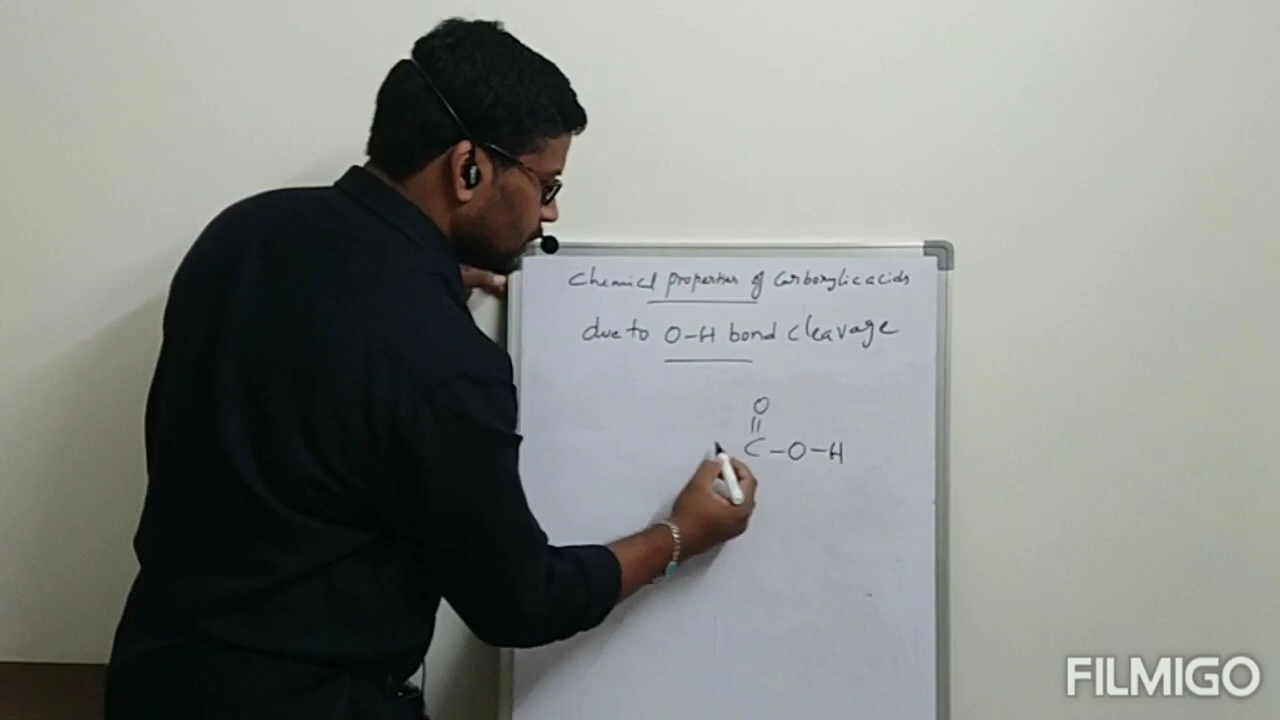 Chemical properties of Carboxylic acids
due to O-H bond cleavage
O
||
C-O-H
FILMIGO